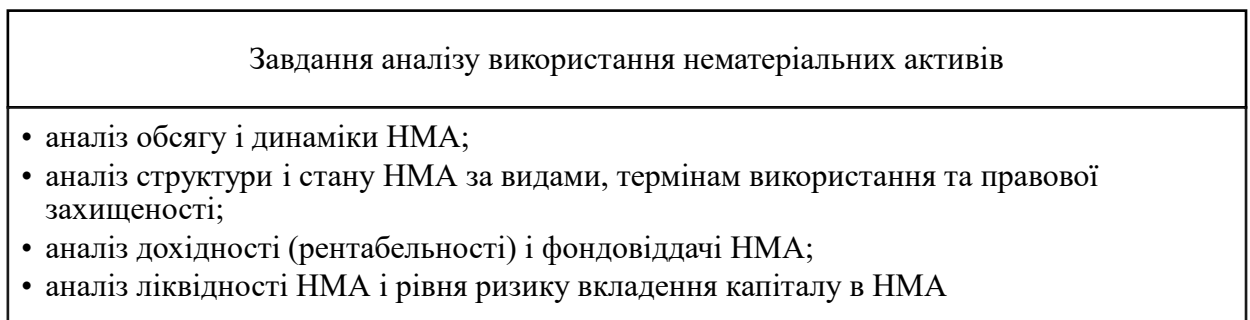 Завдання аналізу використання нематеріальних активів
• аналіз обсягу і динаміки НМА;
• аналіз структури і стану НМА за видами, термінам використання та правової
захищеності;
• аналіз дохідності (рентабельності) і фондовіддачі НМА;
• аналіз ліквідності НМА і рівня ризику вкладення капіталу в НМА